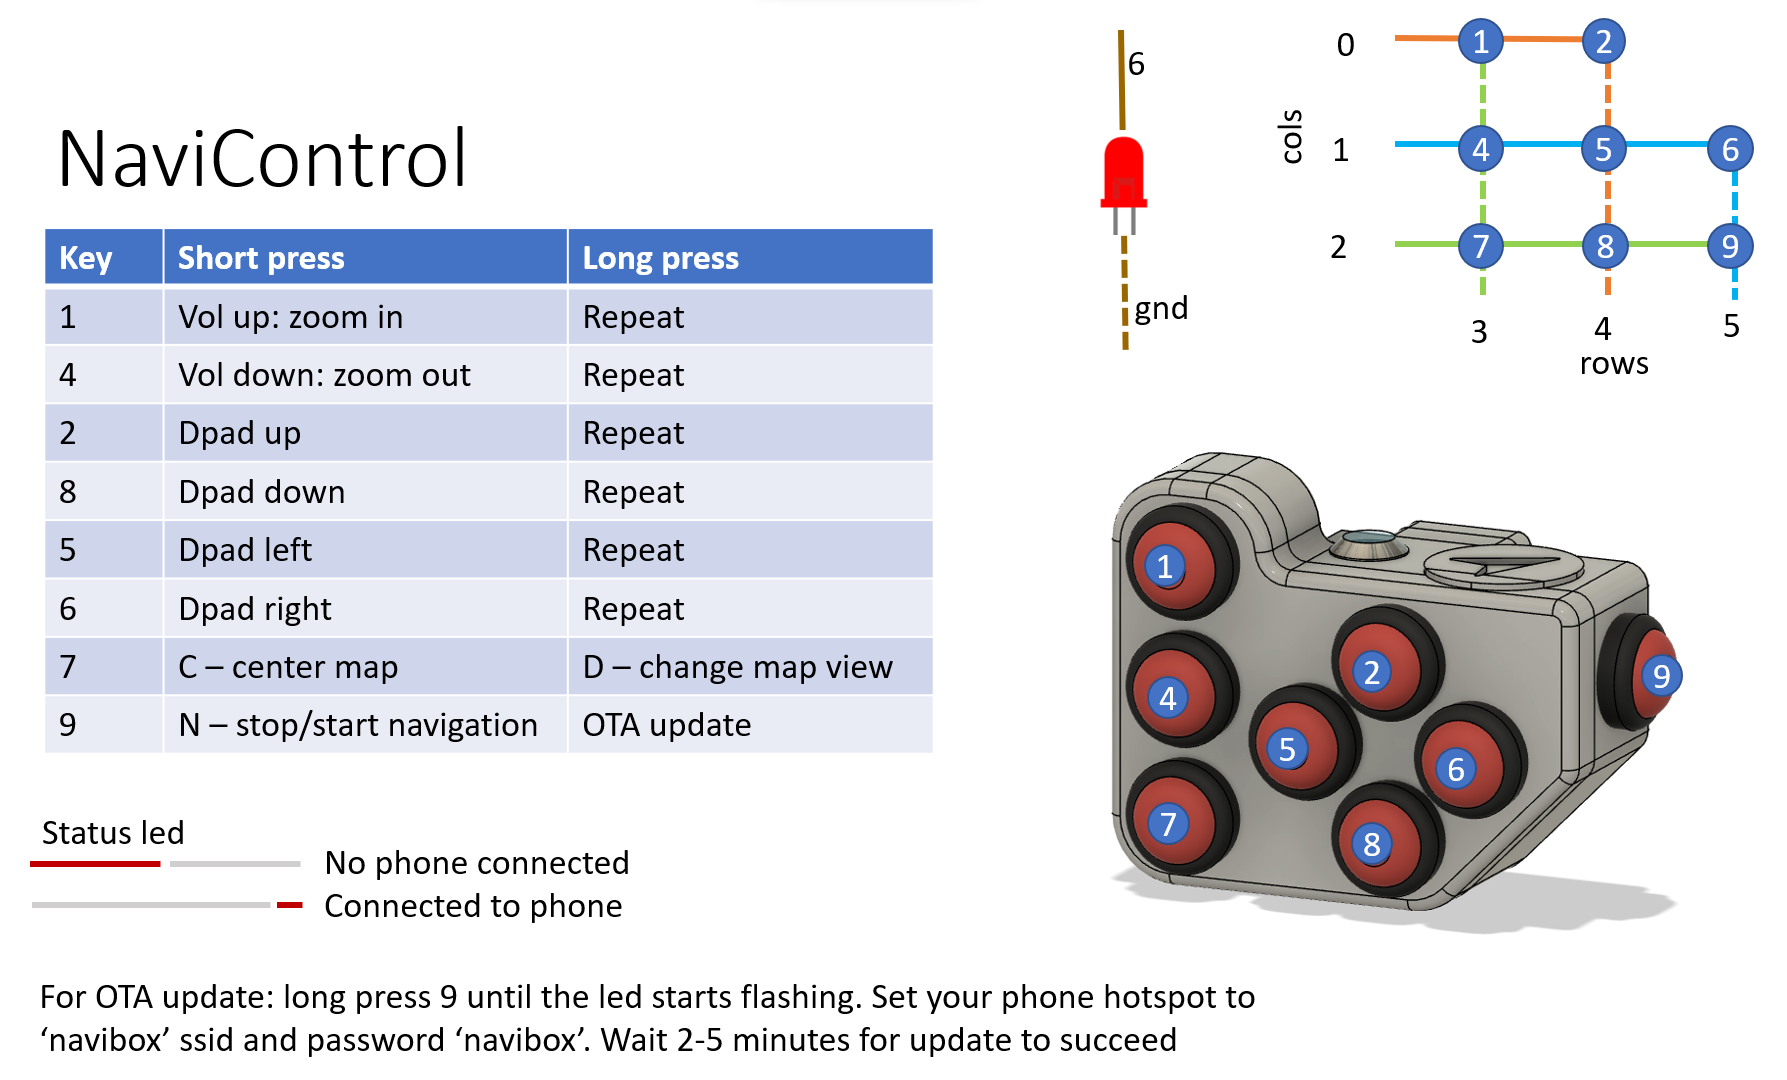 NaviControl
Key Short press Long press
1 Vol up: zoom in Repeat
4 Vol down: zoom out Repeat
2 Dpad up Repeat
8 Dpad down Repeat
5 Dpad left Repeat
6 Dpad right Repeat
7 C – center map D – change map view
9 N – stop/start navigation OTA update
Status led
No phone connected
Connected to phone
For OTA update: long press 9 until the led starts flashing. Set your phone hotspot to
‘navibox’ ssid and password ‘navibox’. Wait 2-5 minutes for update to succeed
6
gnd
cols
0 1 2
1 4 5 6
2 7 8 9
3 4 5
rows
1
2
9
4
5
6
7
8